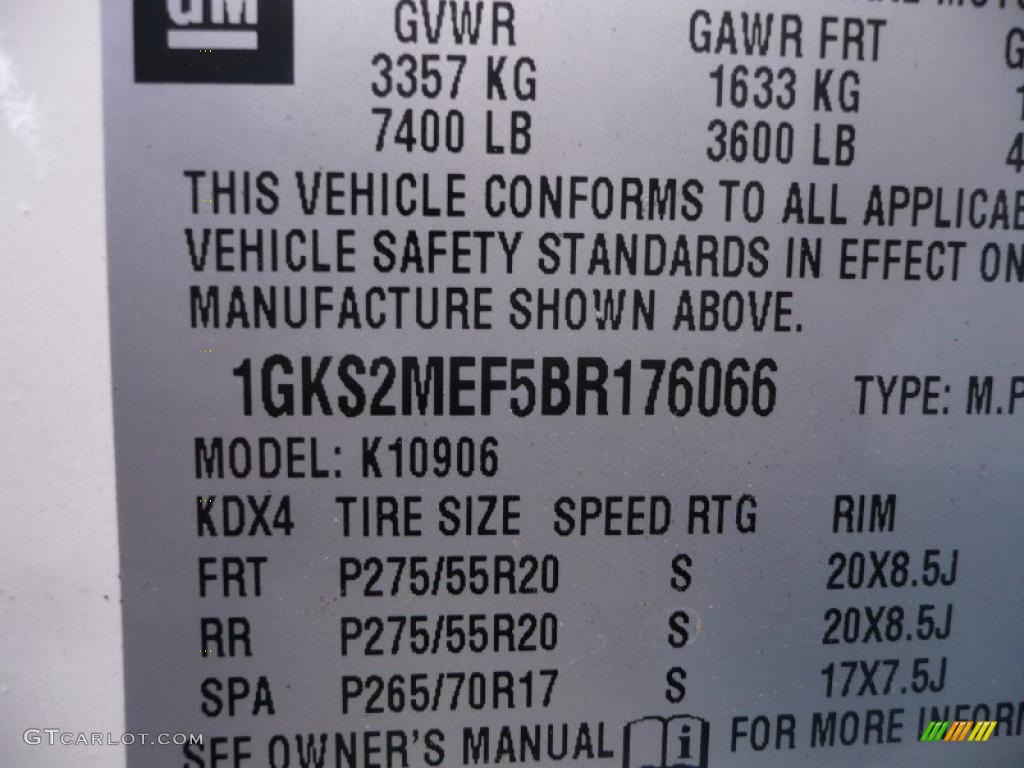 GM
GVWR GAWR FRT
3357 KG 1633 KG
7400 LB 3600 LB
THIS VEHICLE CONFORMS TO ALL
VEHICLE SAFETY STANDARDS IN EFFECT ON
MANUFACTURE SHOWN ABOVE.
1GKS2MEF5BR176066 TYPE: M.P
MODEL: K10906
KDX4 TIRE SIZE SPEED RTG RIM
FRT P275/55R20 S 20X8.5J
RR P275/55R20 S 20X8.5J
SPA P265/70R17 S 17X7.5J
SEE OWNER'S MANUAL i FOR MORE
GTCARLOT.COM